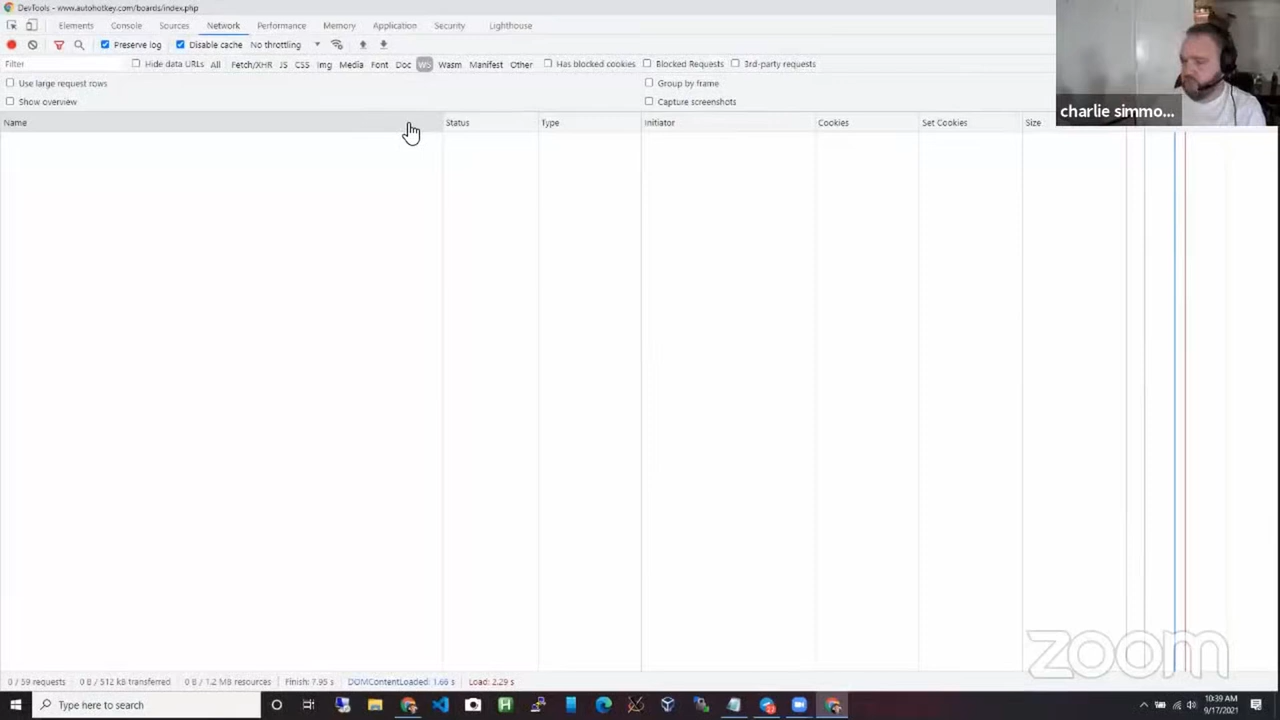 DevTools - www.autohotkey.com/boards/index.php
Elements Console Sources Network Performance Memory Application Security Lighthouse
Preserve log Disable cache No throttling
Filter Hide data URLs All Fetch/XHR JS CSS Img Media Font Doc WS Wasm Manifest Other Has blocked cookies Blocked Requests 3rd-party requests
Use large request rows Group by frame
Show overview Capture screenshots
charlie simmo...
Name Status Type Initiator Cookies Set Cookies Size
zoom
0 / 59 requests 0 B / 512 kB transferred 0 B / 1.2 MB resources Finish: 7.95 s DOMContentLoaded: 1.66 s Load: 2.29 s
Type here to search
10:39 AM
9/17/2021